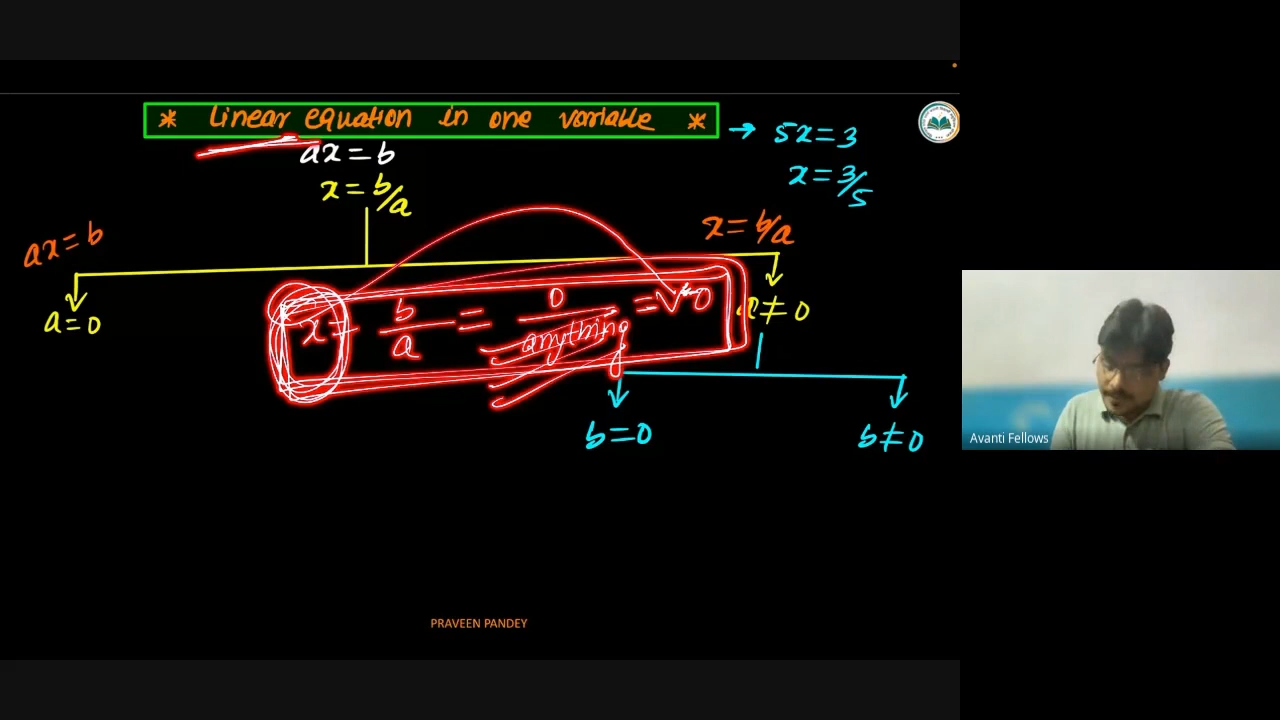 * Linear equation in one variable *
→ 5x = 3
ax = b
x = 3/5
x = b/a
x = b/a
ax = b
a = 0
x = b/a = 0/anything = 0
≠ 0
b = 0
b ≠ 0
Avanti Fellows
PRAVEEN PANDEY